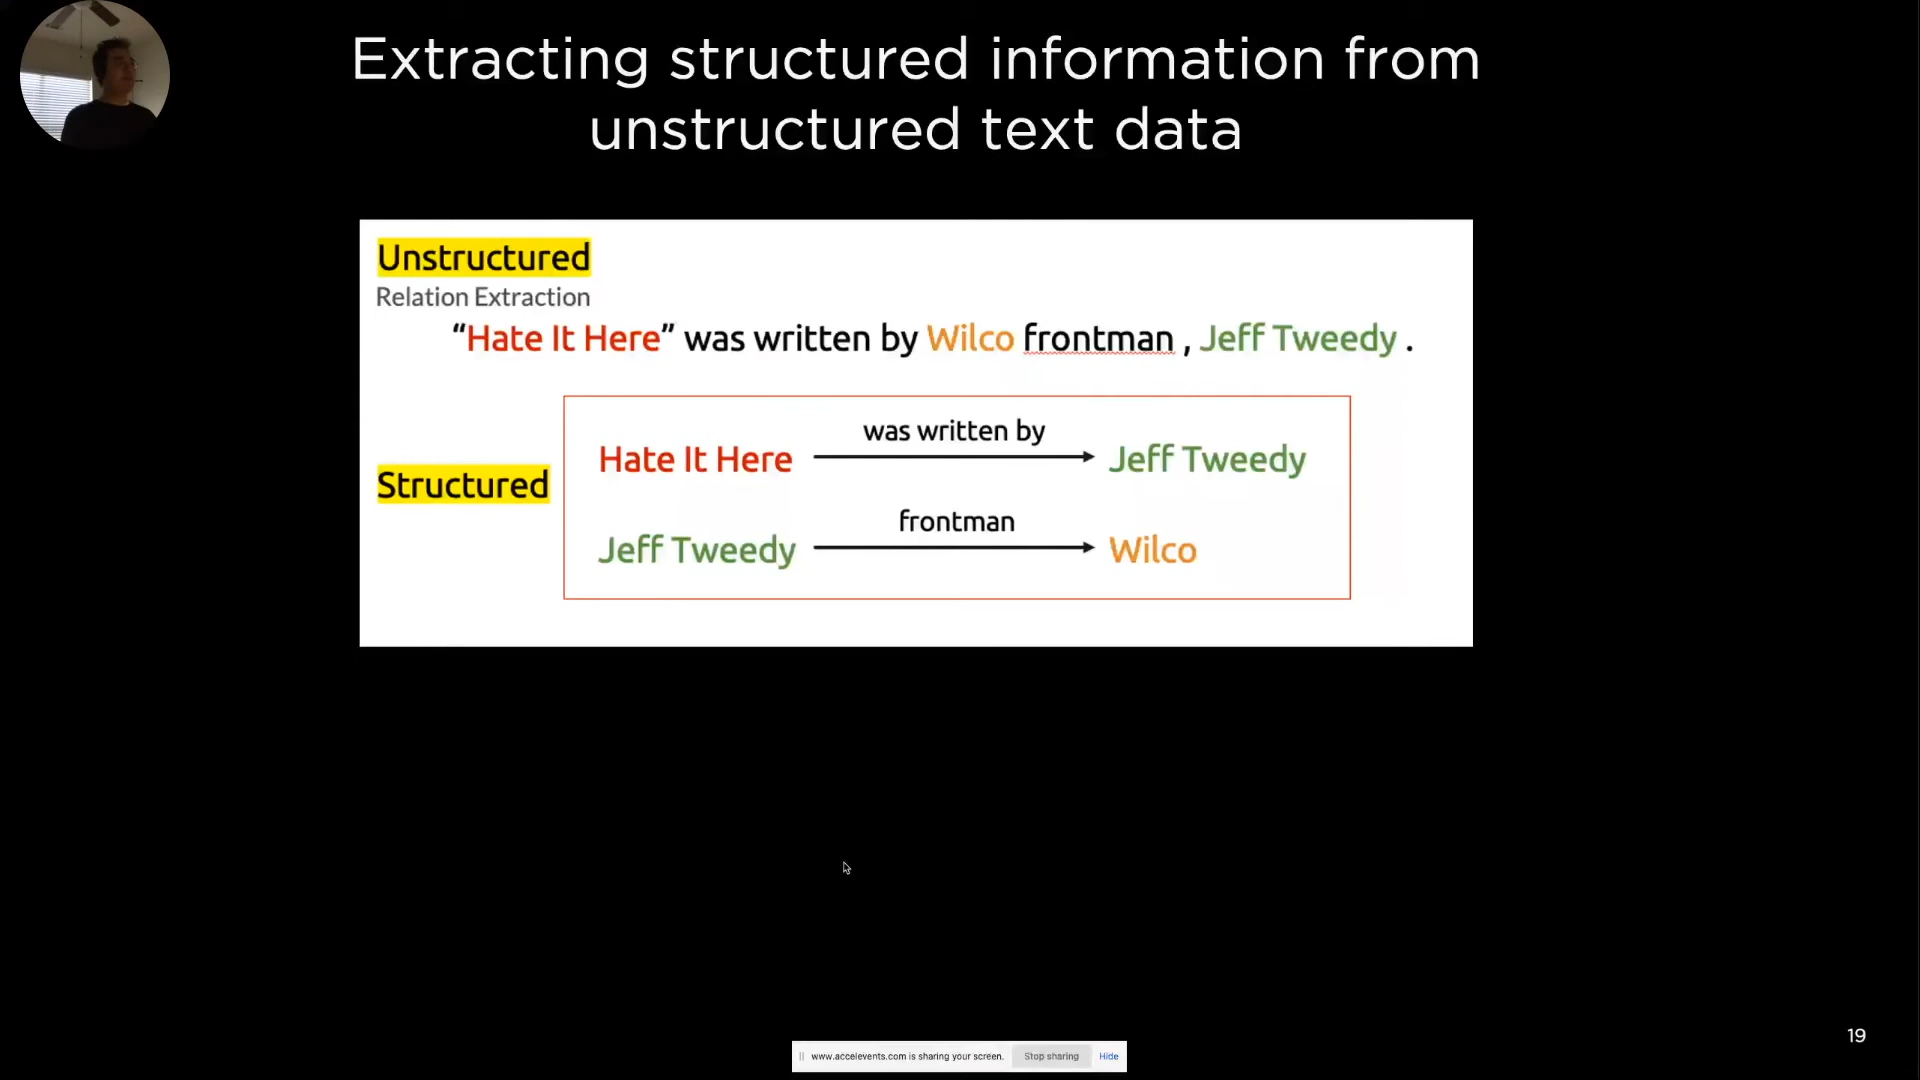 Extracting structured information from
unstructured text data
Unstructured
Relation Extraction
“Hate It Here” was written by Wilco frontman , Jeff Tweedy .
Structured
was written by
Hate It Here Jeff Tweedy
frontman
Jeff Tweedy Wilco
19
www.accelevents.com is sharing your screen. Stop sharing Hide